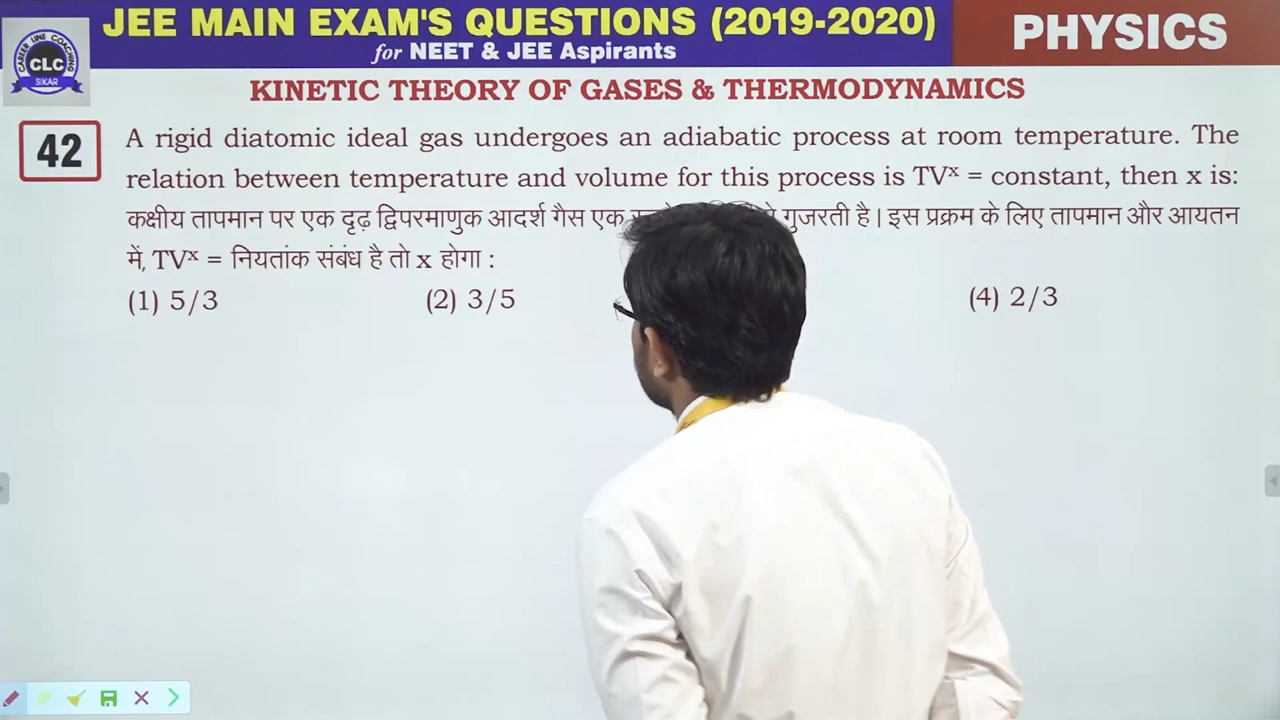 JEE MAIN EXAM'S QUESTIONS (2019-2020)
for NEET & JEE Aspirants
PHYSICS
CAREER LINE COACHING
CLC
SIKAR
KINETIC THEORY OF GASES & THERMODYNAMICS
42
A rigid diatomic ideal gas undergoes an adiabatic process at room temperature. The
relation between temperature and volume for this process is TVˣ = constant, then x is:
कक्षीय तापमान पर एक दृढ़ द्विपरमाणुक आदर्श गैस एक गुजरती है। इस प्रक्रम के लिए तापमान और आयतन
में, TVˣ = नियतांक संबंध है तो x होगा :
(1) 5/3 (2) 3/5 (4) 2/3